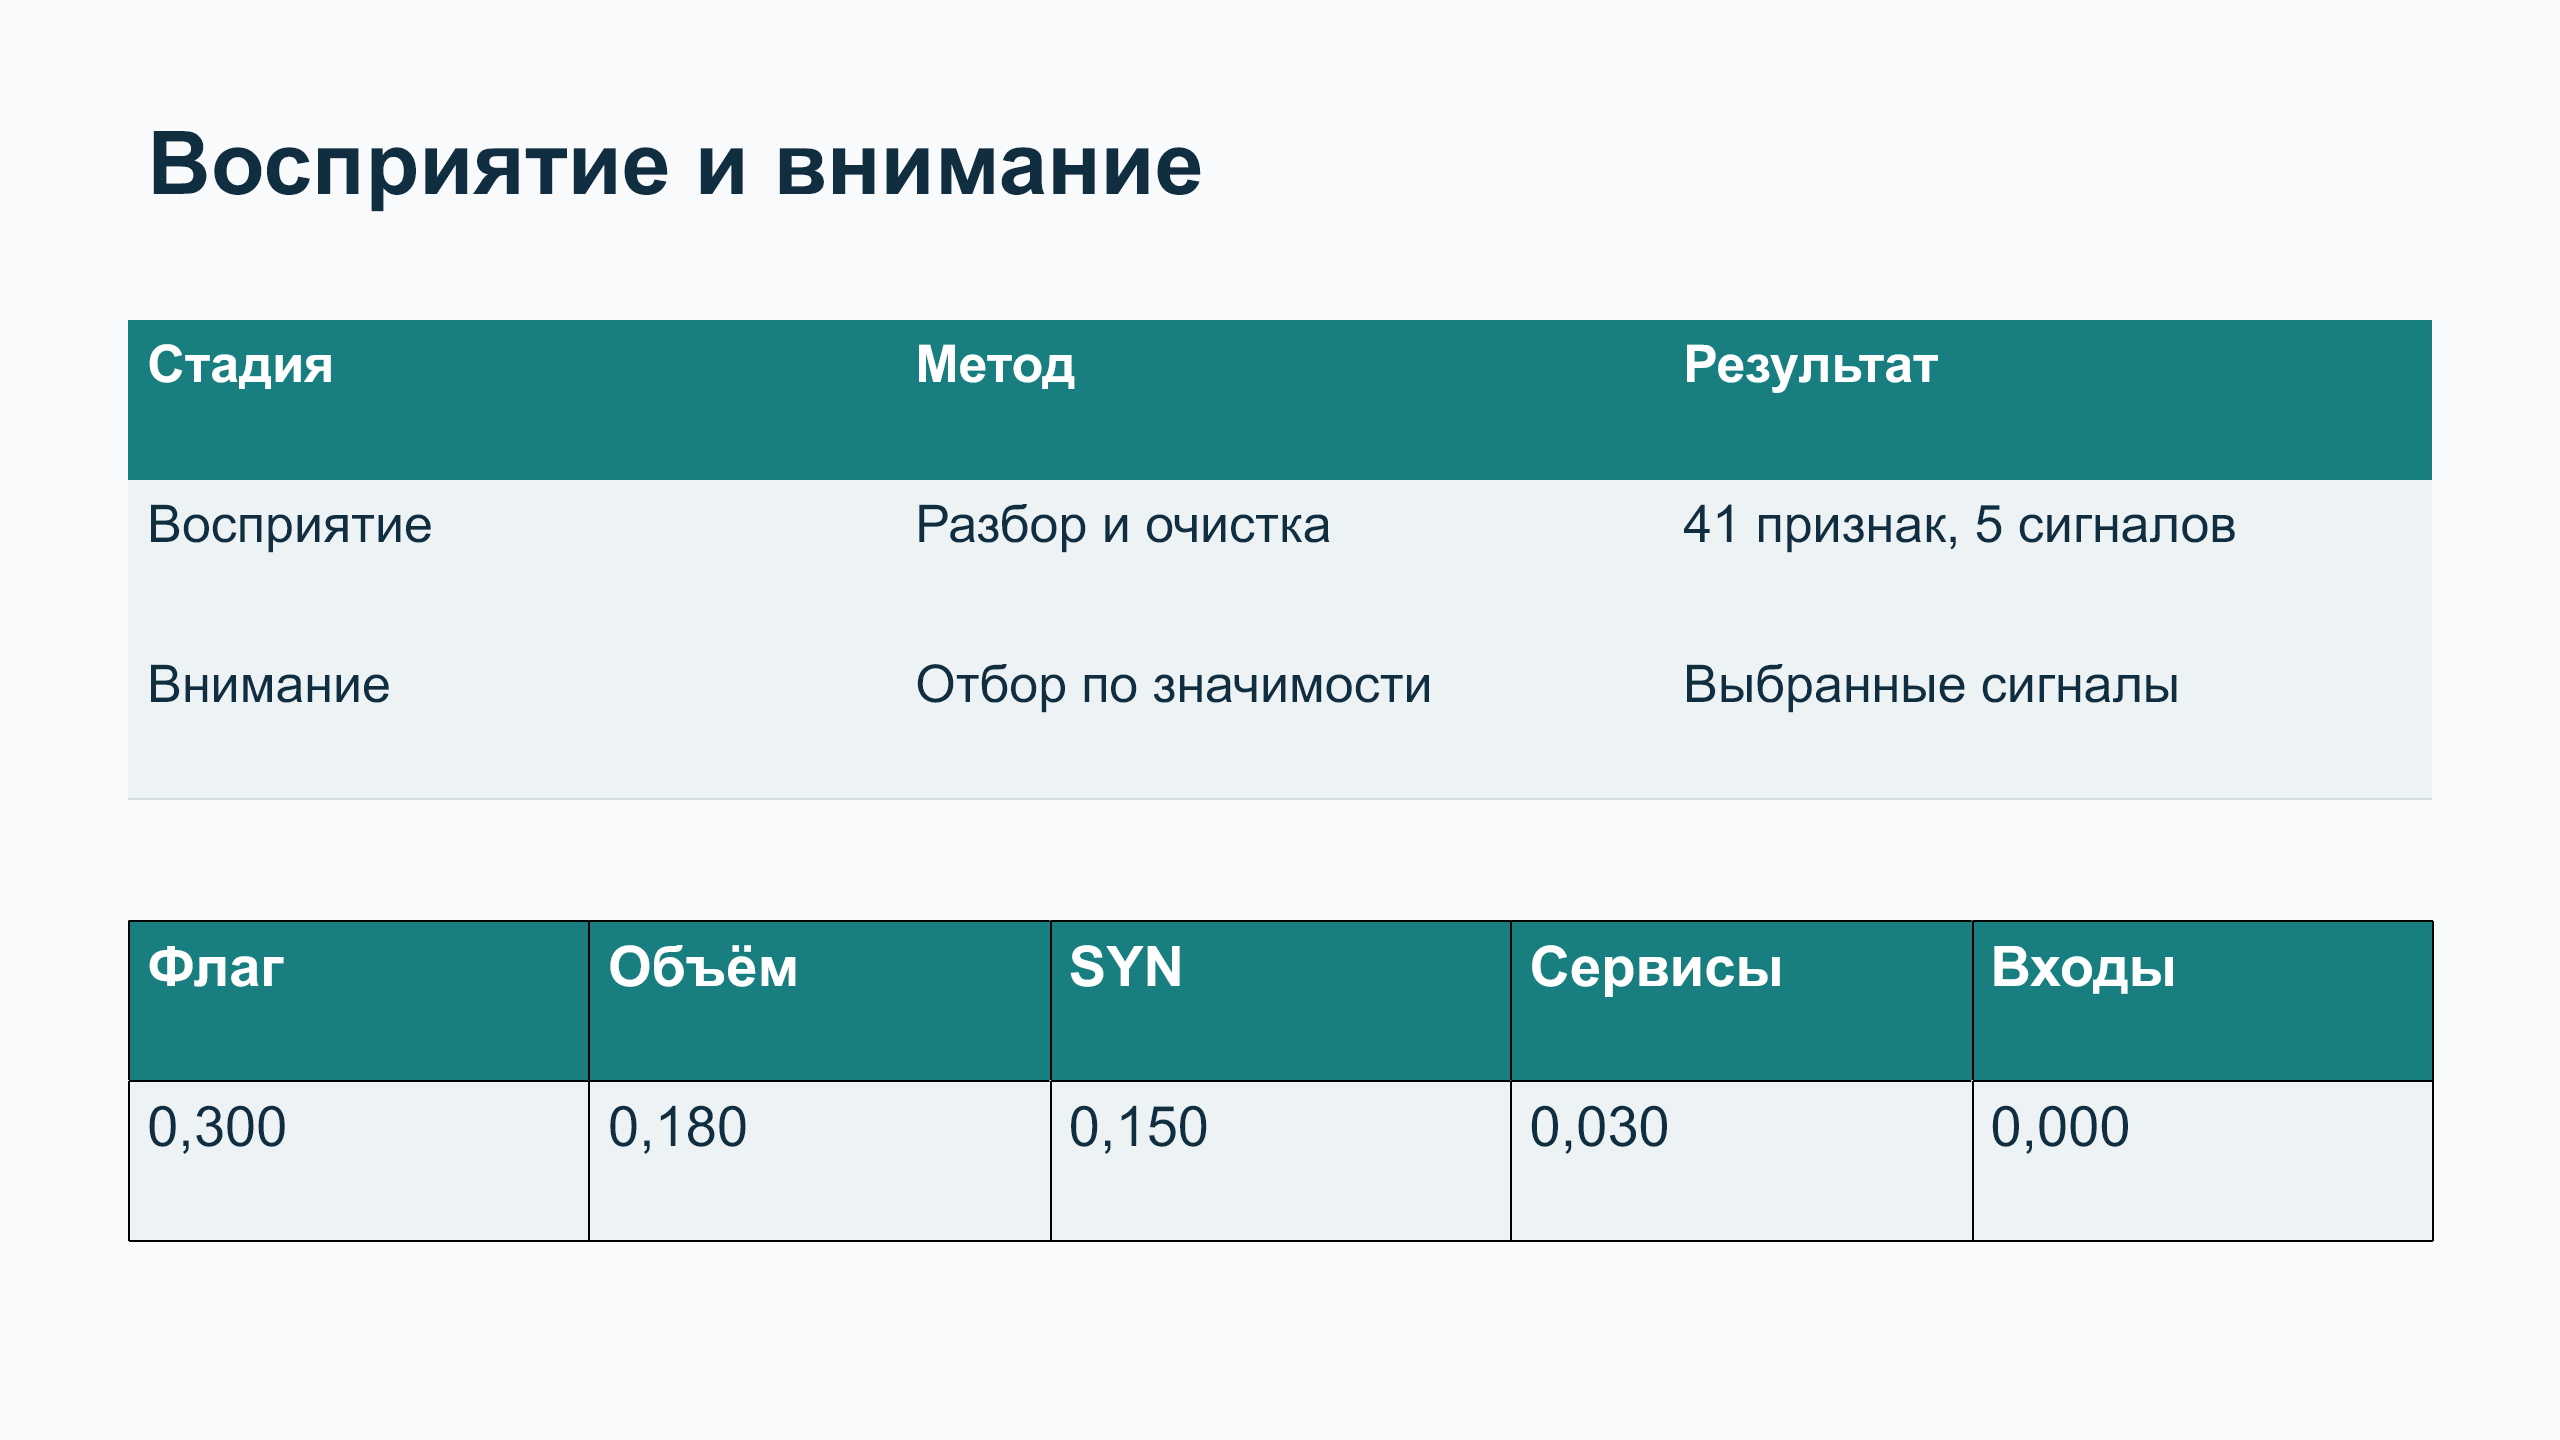 Восприятие и внимание
Стадия Метод Результат
Восприятие Разбор и очистка 41 признак, 5 сигналов
Внимание Отбор по значимости Выбранные сигналы
Флаг Объём SYN Сервисы Входы
0,300 0,180 0,150 0,030 0,000